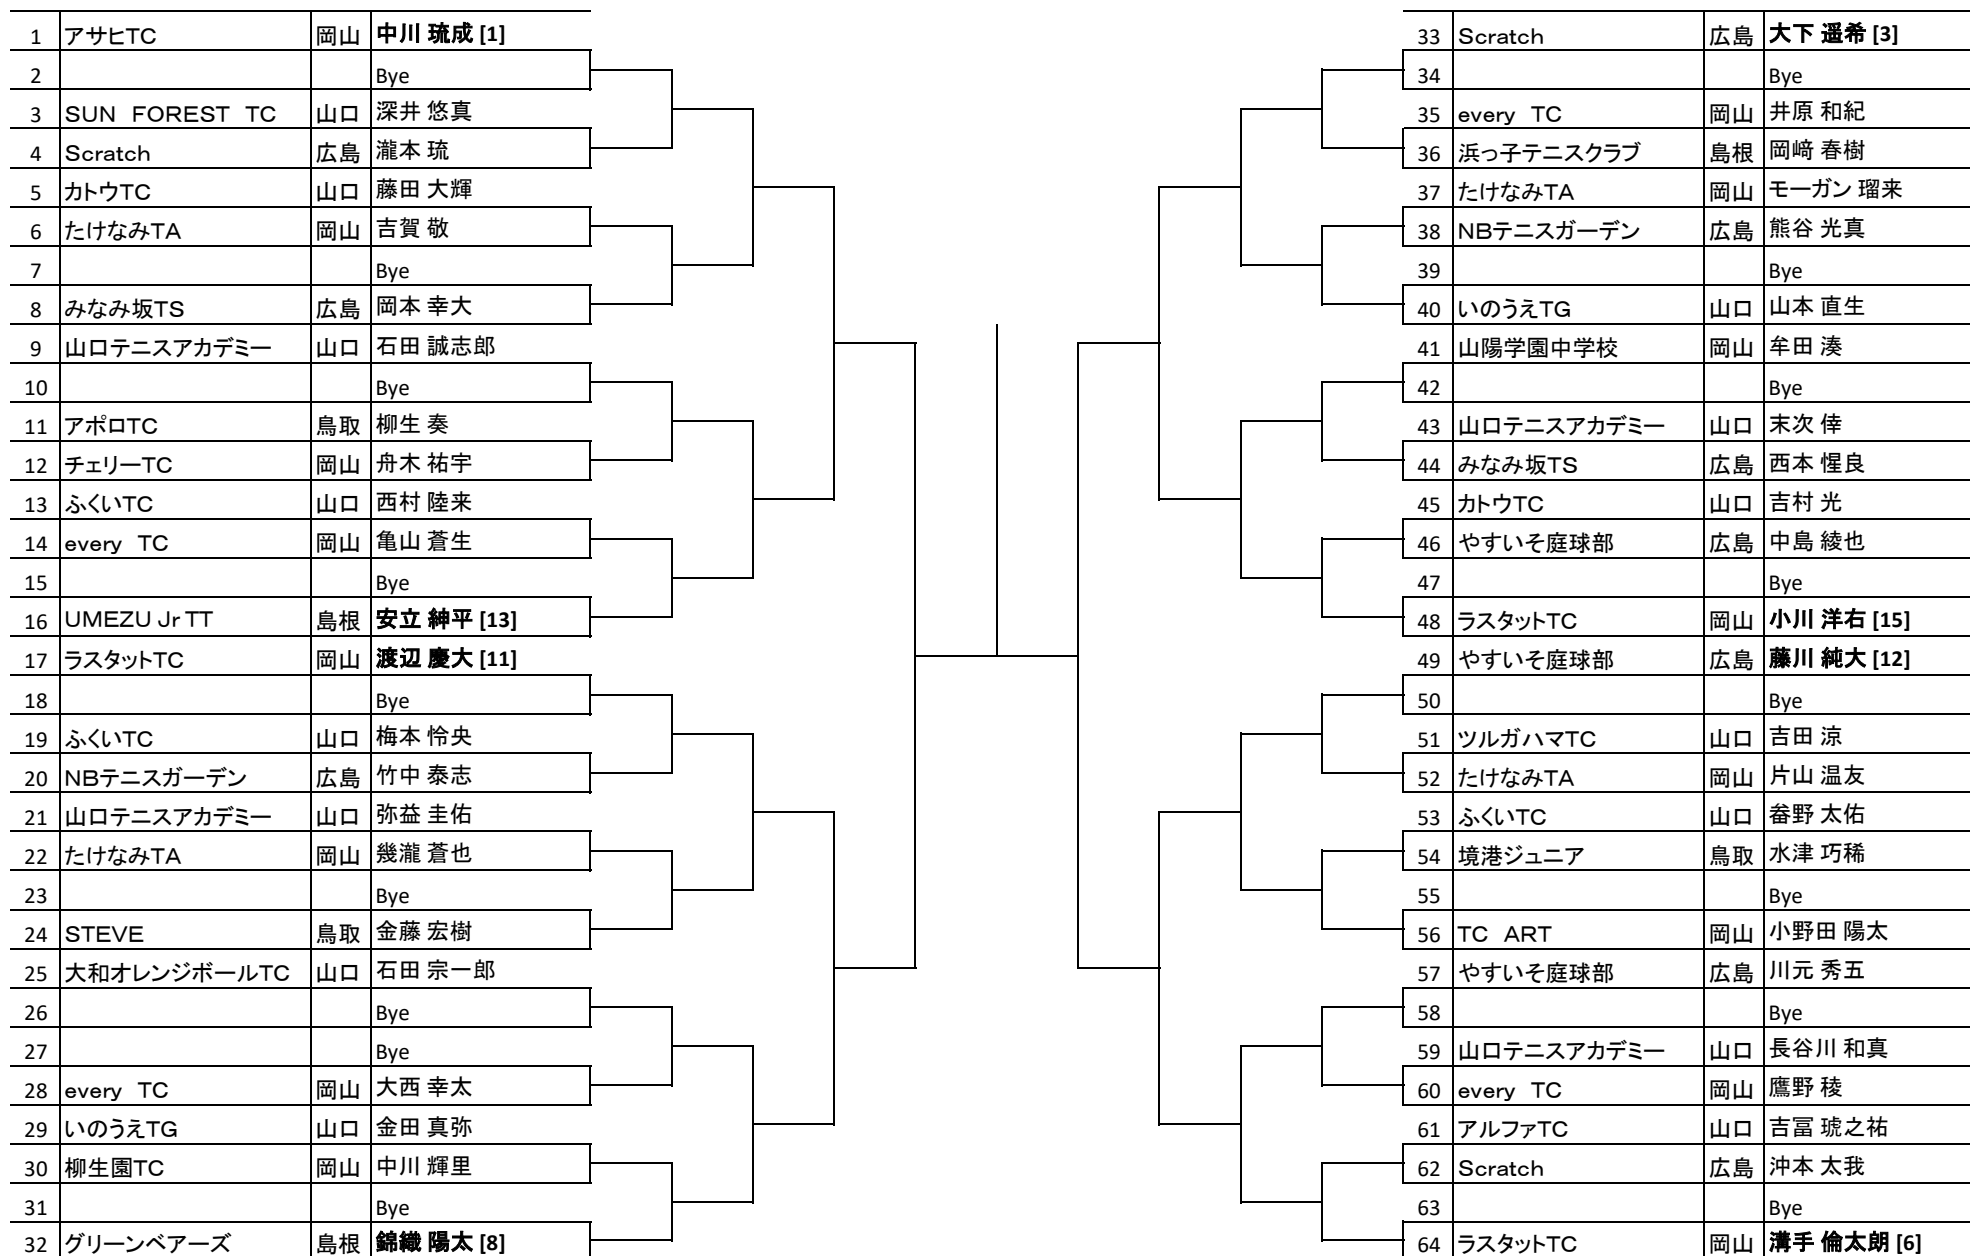 1 アサヒTC 岡山 中川 琉成 [1]
2 Bye
3 SUN FOREST TC 山口 深井 悠真
4 Scratch 広島 瀧本 琉
5 カトウTC 山口 藤田 大輝
6 たけなみTA 岡山 吉賀 敬
7 Bye
8 みなみ坂TS 広島 岡本 幸大
9 山口テニスアカデミー 山口 石田 誠志郎
10 Bye
11 アポロTC 鳥取 柳生 奏
12 チェリーTC 岡山 舟木 祐宇
13 ふくいTC 山口 西村 陸来
14 every TC 岡山 亀山 蒼生
15 Bye
16 UMEZU Jr TT 島根 安立 紳平 [13]
17 ラスタットTC 岡山 渡辺 慶大 [11]
18 Bye
19 ふくいTC 山口 梅本 怜央
20 NBテニスガーデン 広島 竹中 泰志
21 山口テニスアカデミー 山口 弥益 圭佑
22 たけなみTA 岡山 幾瀧 蒼也
23 Bye
24 STEVE 鳥取 金藤 宏樹
25 大和オレンジボールTC 山口 石田 宗一郎
26 Bye
27 Bye
28 every TC 岡山 大西 幸太
29 いのうえTG 山口 金田 真弥
30 柳生園TC 岡山 中川 輝里
31 Bye
32 グリーンベアーズ 島根 錦織 陽太 [8]
33 Scratch 広島 大下 遥希 [3]
34 Bye
35 every TC 岡山 井原 和紀
36 浜っ子テニスクラブ 島根 岡﨑 春樹
37 たけなみTA 岡山 モーガン 瑠来
38 NBテニスガーデン 広島 熊谷 光真
39 Bye
40 いのうえTG 山口 山本 直生
41 山陽学園中学校 岡山 牟田 湊
42 Bye
43 山口テニスアカデミー 山口 末次 倖
44 みなみ坂TS 広島 西本 惺良
45 カトウTC 山口 吉村 光
46 やすいそ庭球部 広島 中島 綾也
47 Bye
48 ラスタットTC 岡山 小川 洋右 [15]
49 やすいそ庭球部 広島 藤川 純大 [12]
50 Bye
51 ツルガハマTC 山口 吉田 涼
52 たけなみTA 岡山 片山 温友
53 ふくいTC 山口 畚野 太佑
54 境港ジュニア 鳥取 水津 巧稀
55 Bye
56 TC ART 岡山 小野田 陽太
57 やすいそ庭球部 広島 川元 秀五
58 Bye
59 山口テニスアカデミー 山口 長谷川 和真
60 every TC 岡山 鷹野 稜
61 アルファTC 山口 吉冨 琥之祐
62 Scratch 広島 沖本 太我
63 Bye
64 ラスタットTC 岡山 溝手 倫太朗 [6]